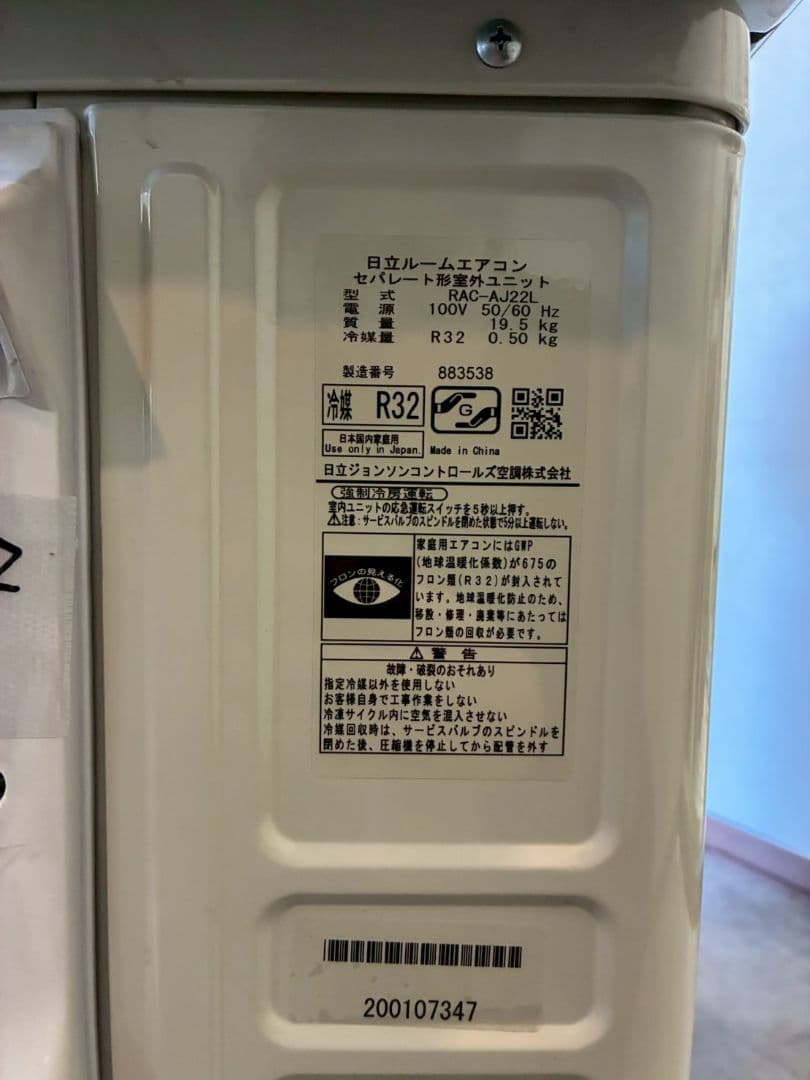 日立ルームエアコン
セパレート形室外ユニット
型式 RAC-AJ22L
電源 100V 50/60 Hz
質量 19.5 kg
冷媒量 R32 0.50 kg
製造番号 883538
冷媒 R32
G
日本国内家庭用
Use only in Japan.
Made in China
日立ジョンソンコントロールズ空調株式会社
強制冷房運転
室内ユニットの応急運転スイッチを5秒以上押す。
⚠注意:サービスバルブのスピンドルを閉めた状態で5分以上運転しない。
フロンの見える化
家庭用エアコンにはGWP
(地球温暖化係数)が675の
フロン類(R32)が封入されて
います。地球温暖化防止のため、
移設・修理・廃棄等にあたっては
フロン類の回収が必要です。
⚠警告
故障・破裂のおそれあり
指定冷媒以外を使用しない
お客様自身で工事作業をしない
冷凍サイクル内に空気を混入させない
冷媒回収時は、サービスバルブのスピンドルを
閉めた後、圧縮機を停止してから配管を外す
200107347